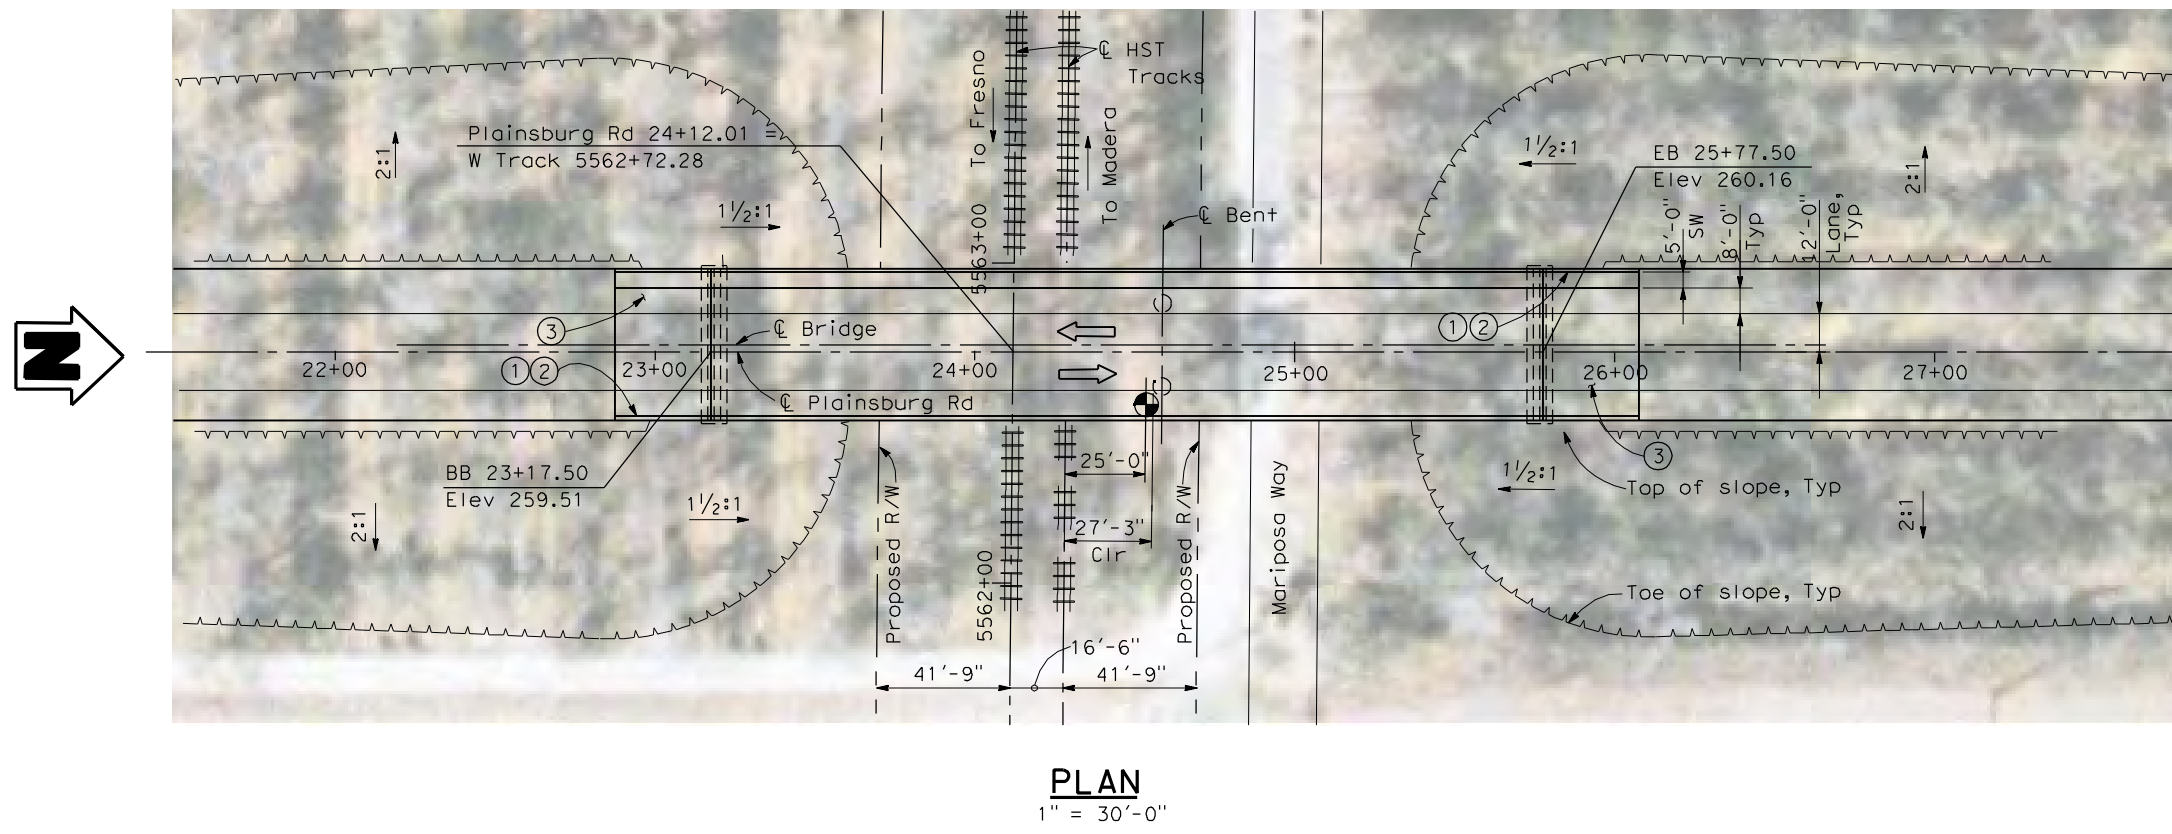 ℄ HST
Tracks
To Fresno
To Madera
Plainsburg Rd 24+12.01 =
W Track 5562+72.28
2:1
1½:1
5563+00
℄ Bent
1½:1
EB 25+77.50
Elev 260.16
2:1
5'-0"
SW
8'-0"
Typ
12'-0"
Lane,
Typ
N
3
℄ Bridge
1 2
22+00
1 2
23+00
24+00
25+00
26+00
27+00
℄ Plainsburg Rd
BB 23+17.50
Elev 259.51
2:1
1½:1
25'-0"
27'-3"
Clr
Proposed R/W
Proposed R/W
Mariposa Way
5562+00
1½:1
3
Top of slope, Typ
2:1
Toe of slope, Typ
16'-6"
41'-9"
41'-9"
PLAN
1" = 30'-0"